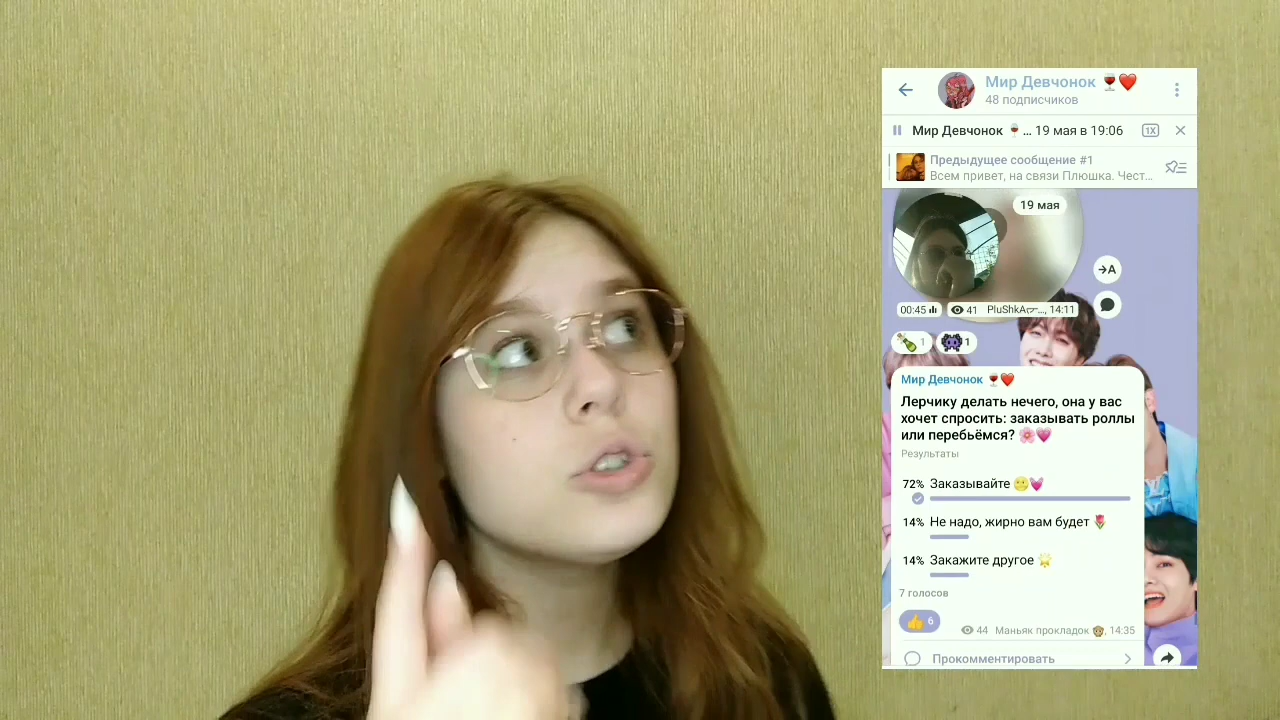 Мир Девчонок 🍷❤️
48 подписчиков
Мир Девчонок 🍷... 19 мая в 19:06 1X
Предыдущее сообщение #1
Всем привет, на связи Плюшка. Чест...
19 мая
→A
00:45 41 PluShkA☞..., 14:11
1 1
Мир Девчонок 🍷❤️
Лерчику делать нечего, она у вас
хочет спросить: заказывать роллы
или перебьёмся? 🌸💗
Результаты
72% Заказывайте 🌝💓
14% Не надо, жирно вам будет 🌷
14% Закажите другое 🌟
7 голосов
👍 6
44 Маньяк прокладок 🐵, 14:35
Прокомментировать